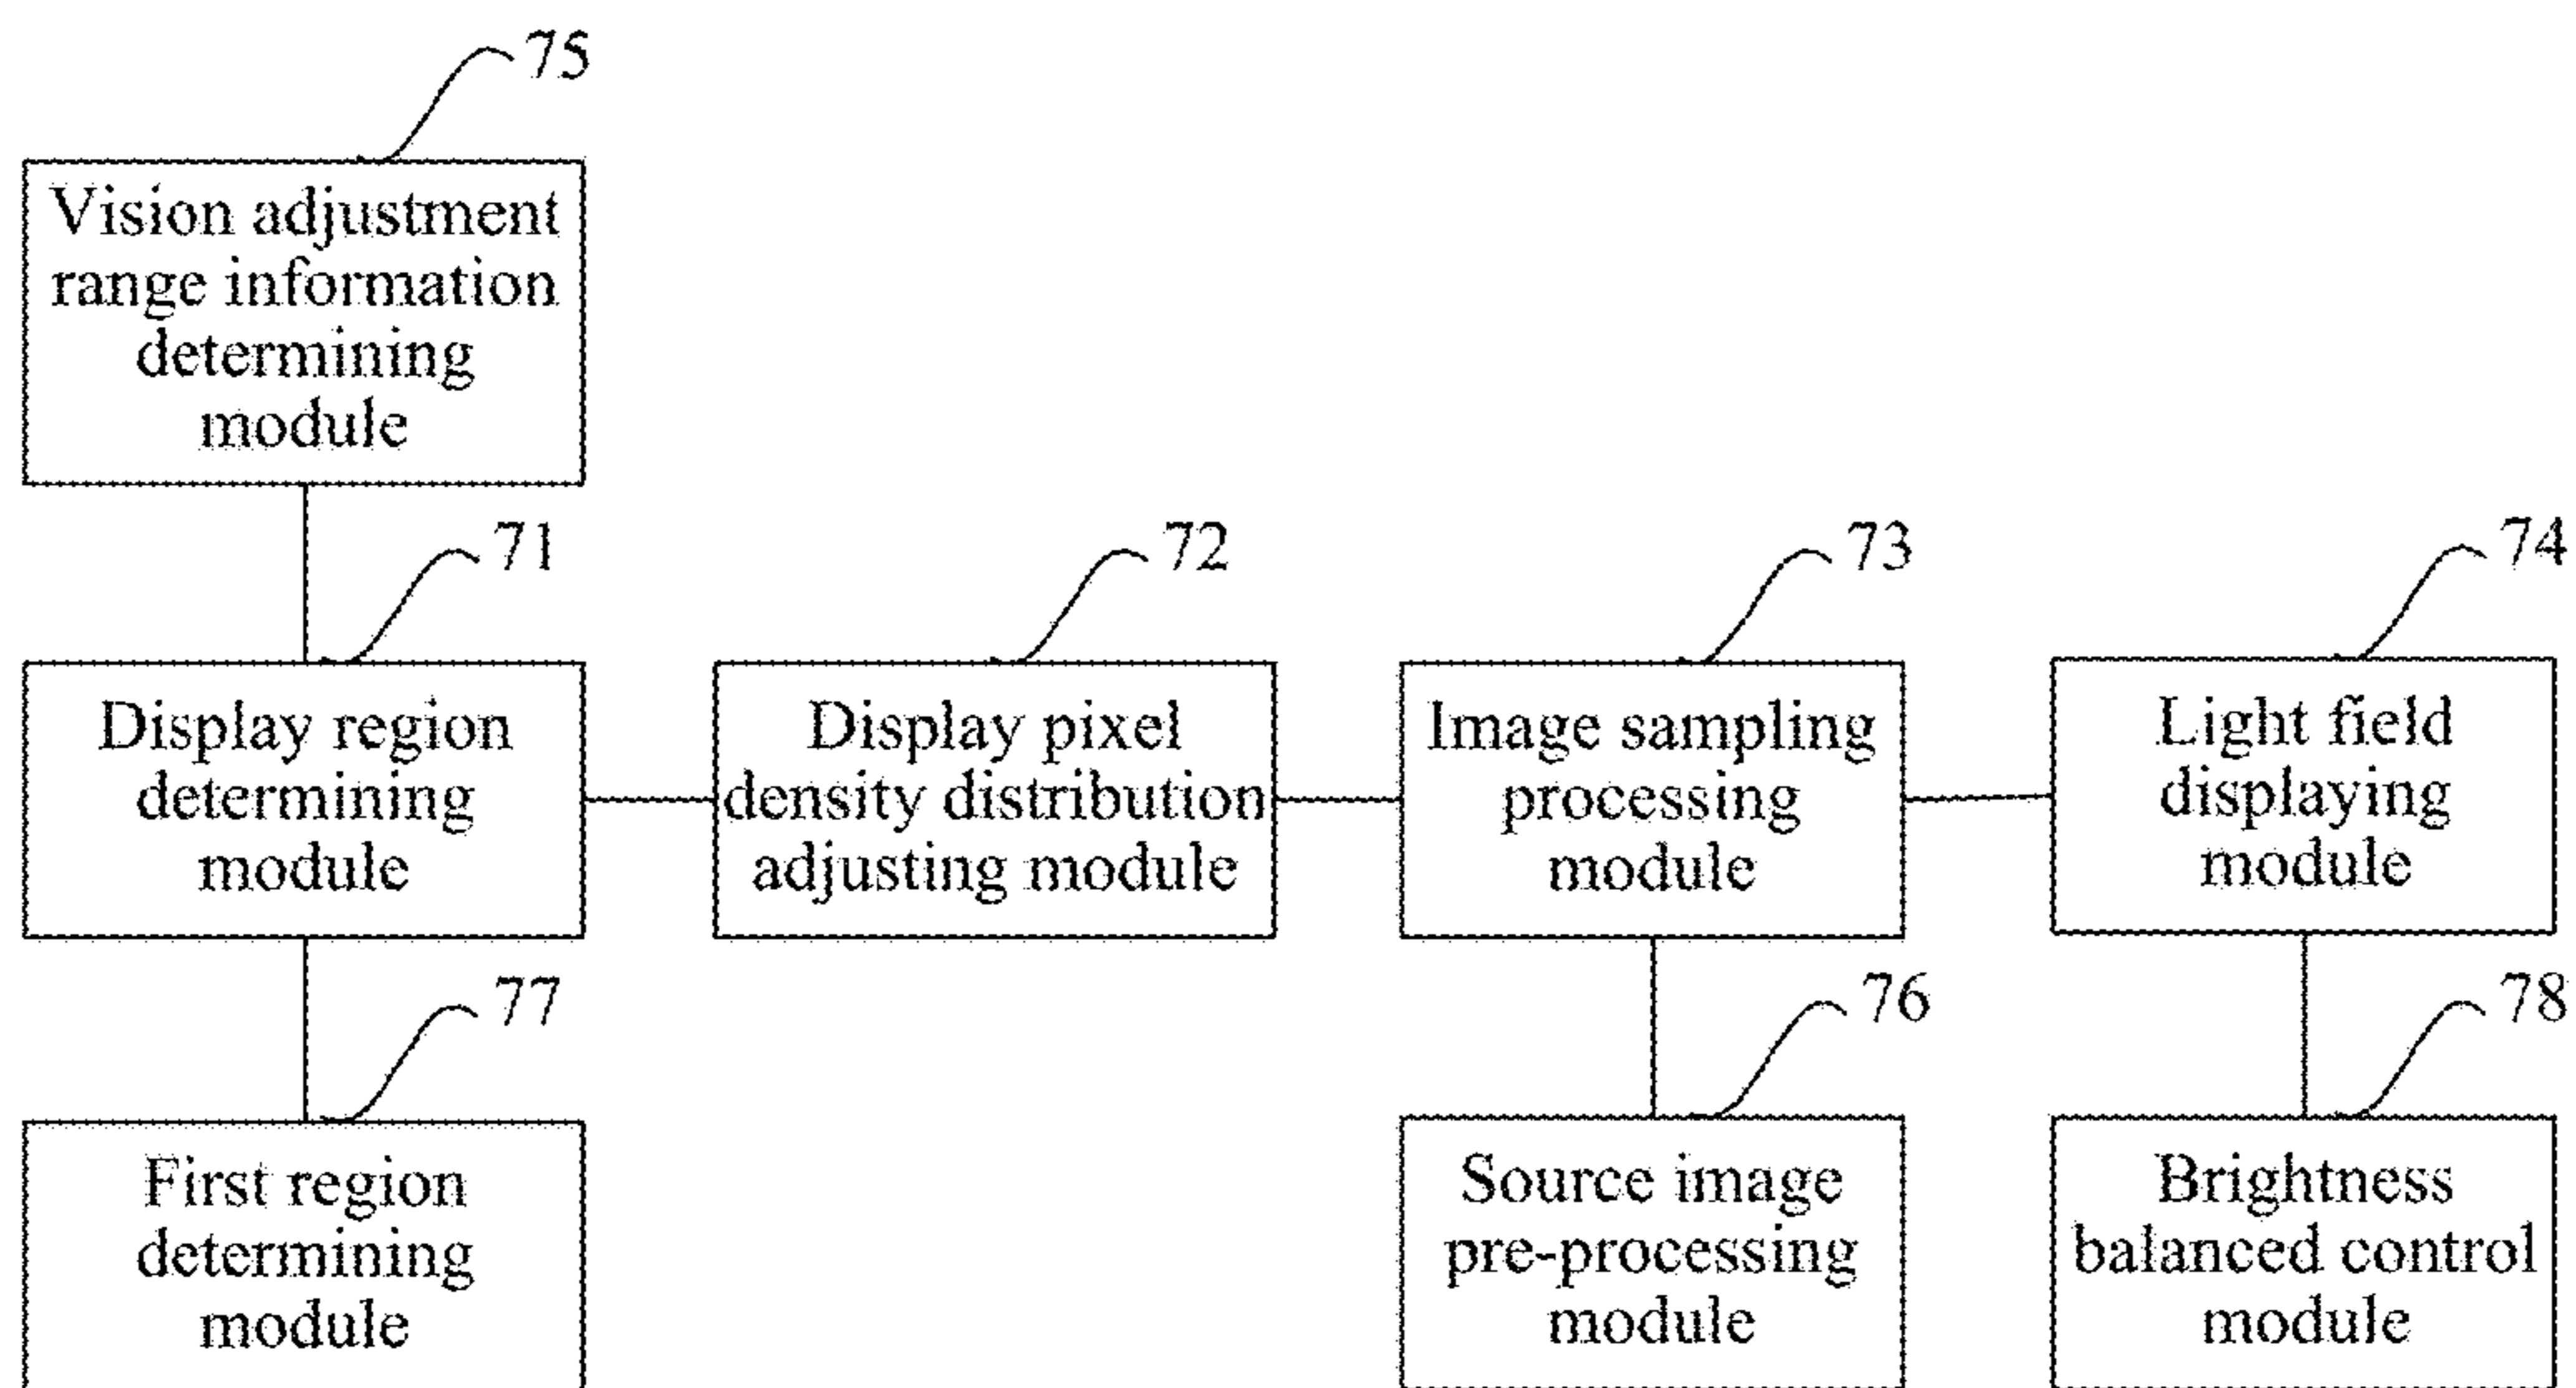 75
Vision adjustment
range information
determining
module
71
72
73
74
Display region
determining
module
Display pixel
density distribution
adjusting module
Image sampling
processing
module
Light field
displaying
module
77
76
78
First region
determining
module
Source image
pre-processing
module
Brightness
balanced control
module